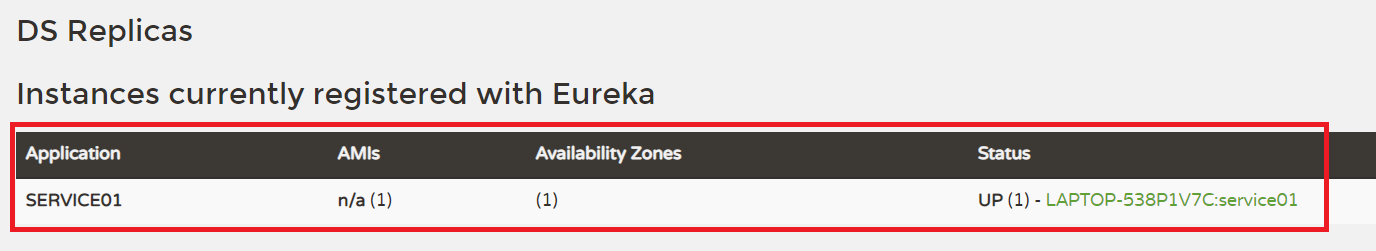 DS Replicas
Instances currently registered with Eureka
Application AMIs Availability Zones Status
SERVICE01 n/a (1) (1) UP (1) - LAPTOP-538P1V7C:service01